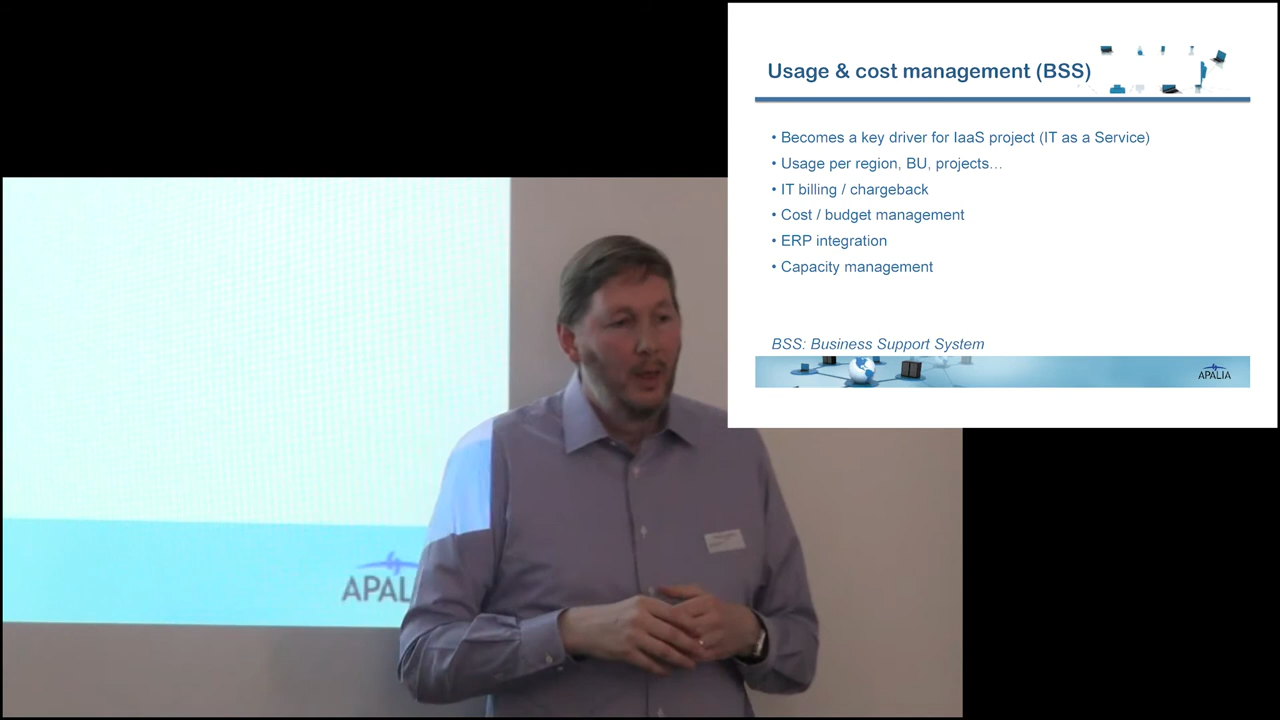 Usage & cost management (BSS)
• Becomes a key driver for IaaS project (IT as a Service)
• Usage per region, BU, projects…
• IT billing / chargeback
• Cost / budget management
• ERP integration
• Capacity management
BSS: Business Support System
APALIA
APAL